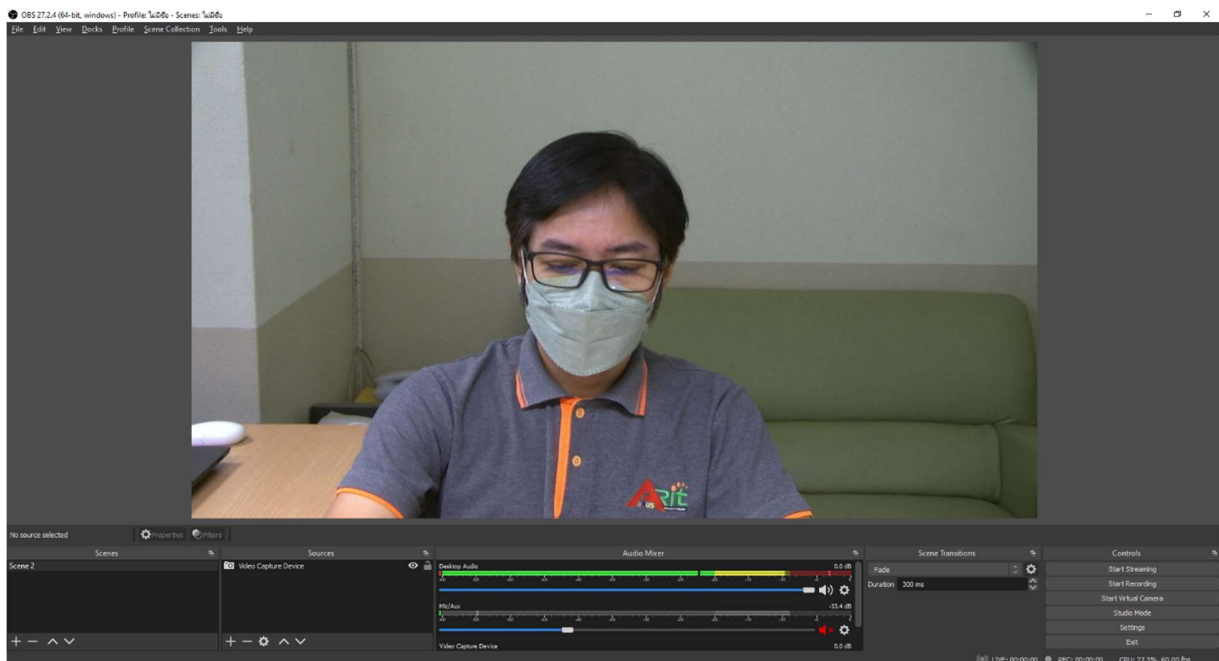 OBS 27.2.4 (64-bit, windows) - Profile: ไม่มีชื่อ - Scenes: ไม่มีชื่อ
File Edit View Docks Profile Scene Collection Tools Help
ARit
No source selected Properties Filters
Scenes Sources Audio Mixer Scene Transitions Controls
Scene 2
Video Capture Device
Desktop Audio 0.0 dB
Mic/Aux -33.4 dB
Video Capture Device 0.0 dB
Fade
Duration 300 ms
Start Streaming
Start Recording
Start Virtual Camera
Studio Mode
Settings
Exit
LIVE: 00:00:00 REC: 00:00:00 CPU: 27.3%, 60.00 fps